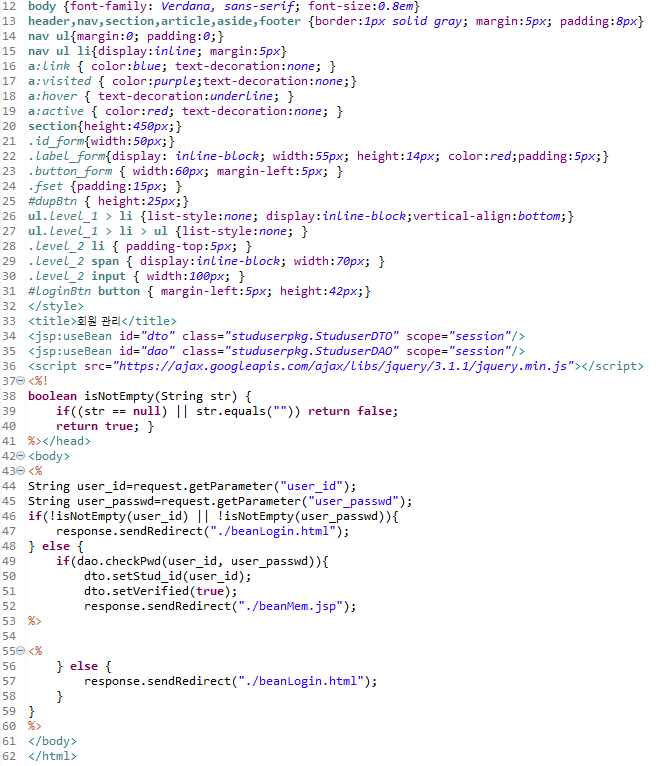 12 body {font-family: Verdana, sans-serif; font-size:0.8em}
13 header,nav,section,article,aside,footer {border:1px solid gray; margin:5px; padding:8px}
14 nav ul{margin:0; padding:0;}
15 nav ul li{display:inline; margin:5px}
16 a:link { color:blue; text-decoration:none; }
17 a:visited { color:purple;text-decoration:none;}
18 a:hover { text-decoration:underline; }
19 a:active { color:red; text-decoration:none; }
20 section{height:450px;}
21 .id_form{width:50px;}
22 .label_form{display: inline-block; width:55px; height:14px; color:red;padding:5px;}
23 .button_form { width:60px; margin-left:5px; }
24 .fset {padding:15px; }
25 #dupBtn { height:25px;}
26 ul.level_1 > li {list-style:none; display:inline-block;vertical-align:bottom;}
27 ul.level_1 > li > ul {list-style:none; }
28 .level_2 li { padding-top:5px; }
29 .level_2 span { display:inline-block; width:70px; }
30 .level_2 input { width:100px; }
31 #loginBtn button { margin-left:5px; height:42px;}
32 </style>
33 <title>회원 관리</title>
34 <jsp:useBean id="dto" class="studuserpkg.StuduserDTO" scope="session"/>
35 <jsp:useBean id="dao" class="studuserpkg.StuduserDAO" scope="session"/>
36 <script src="https://ajax.googleapis.com/ajax/libs/jquery/3.1.1/jquery.min.js"></script>
37 <%!
38 boolean isNotEmpty(String str) {
39     if((str == null) || str.equals("")) return false;
40     return true; }
41 %></head>
42 <body>
43 <%
44 String user_id=request.getParameter("user_id");
45 String user_passwd=request.getParameter("user_passwd");
46 if(!isNotEmpty(user_id) || !isNotEmpty(user_passwd)){
47     response.sendRedirect("./beanLogin.html");
48 } else {
49     if(dao.checkPwd(user_id, user_passwd)){
50         dto.setStud_id(user_id);
51         dto.setVerified(true);
52         response.sendRedirect("./beanMem.jsp");
53 %>
54
55 <%
56     } else {
57         response.sendRedirect("./beanLogin.html");
58     }
59 }
60 %>
61 </body>
62 </html>